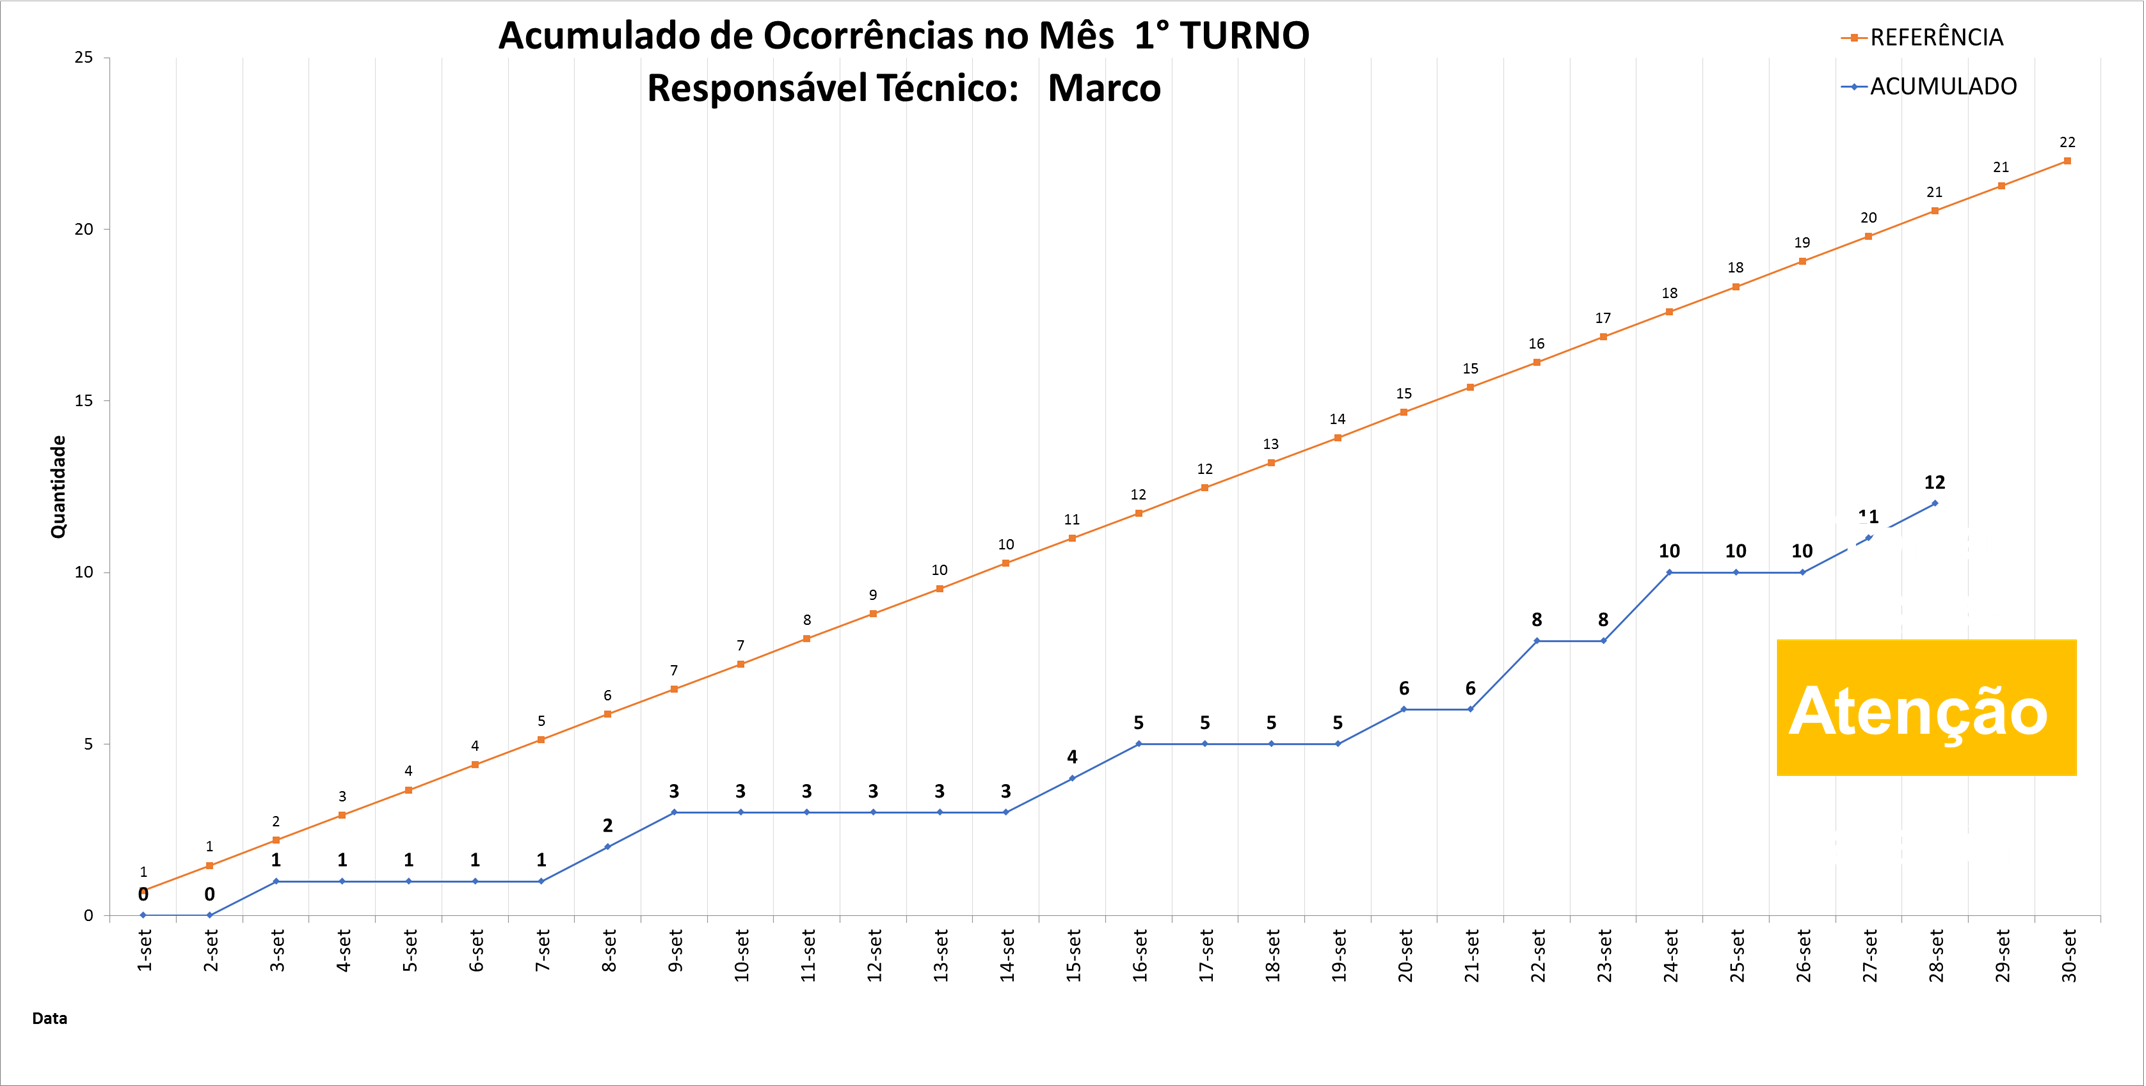 Acumulado de Ocorrências no Mês 1° TURNO
Responsável Técnico: Marco
REFERÊNCIA
ACUMULADO
25
20
15
10
5
0
Quantidade
1 1 2 3 4 4 5 6 7 7 8 9 10 10 11 12 12 13 14 15 15 16 17 18 18 19 20 21 21 22
0 0 1 1 1 1 1 2 3 3 3 3 3 3 4 5 5 5 5 6 6 8 8 10 10 10 11 12
Atenção
1-set 2-set 3-set 4-set 5-set 6-set 7-set 8-set 9-set 10-set 11-set 12-set 13-set 14-set 15-set 16-set 17-set 18-set 19-set 20-set 21-set 22-set 23-set 24-set 25-set 26-set 27-set 28-set 29-set 30-set
Data